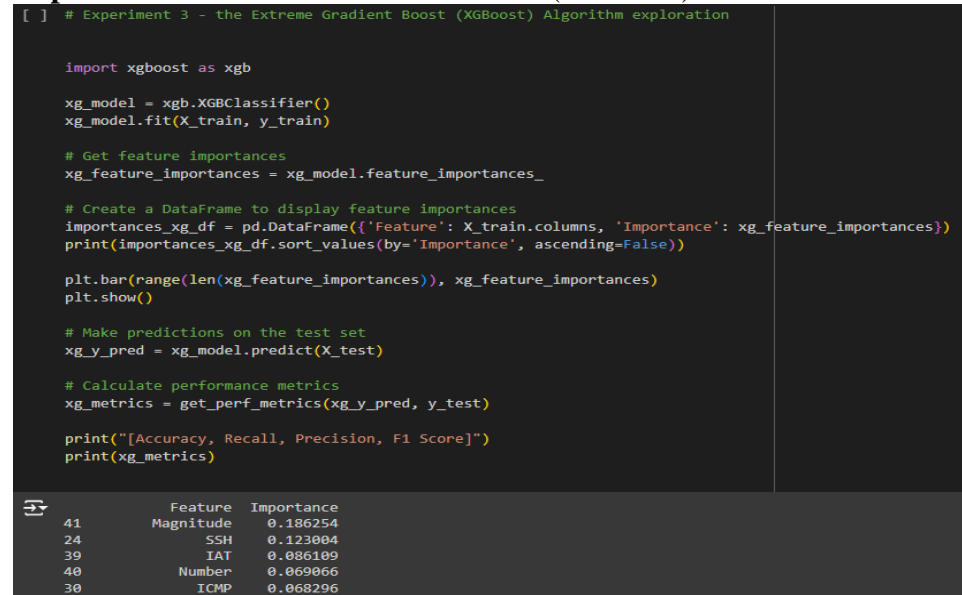 [ ] # Experiment 3 - the Extreme Gradient Boost (XGBoost) Algorithm exploration
import xgboost as xgb
xg_model = xgb.XGBClassifier()
xg_model.fit(X_train, y_train)
# Get feature importances
xg_feature_importances = xg_model.feature_importances_
# Create a DataFrame to display feature importances
importances_xg_df = pd.DataFrame({'Feature': X_train.columns, 'Importance': xg_feature_importances})
print(importances_xg_df.sort_values(by='Importance', ascending=False))
plt.bar(range(len(xg_feature_importances)), xg_feature_importances)
plt.show()
# Make predictions on the test set
xg_y_pred = xg_model.predict(X_test)
# Calculate performance metrics
xg_metrics = get_perf_metrics(xg_y_pred, y_test)
print("[Accuracy, Recall, Precision, F1 Score]")
print(xg_metrics)
Feature Importance
41 Magnitude 0.186254
24 SSH 0.123004
39 IAT 0.086109
40 Number 0.069066
30 ICMP 0.068296